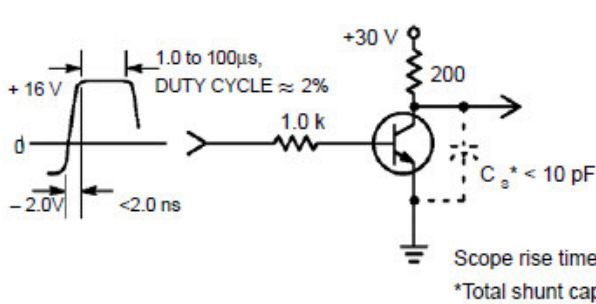 +30 V
1.0 to 100μs,
DUTY CYCLE ≈ 2%
+ 16 V
200
1.0 k
0
C s* < 10 pF
– 2.0V
<2.0 ns
Scope rise time
*Total shunt cap